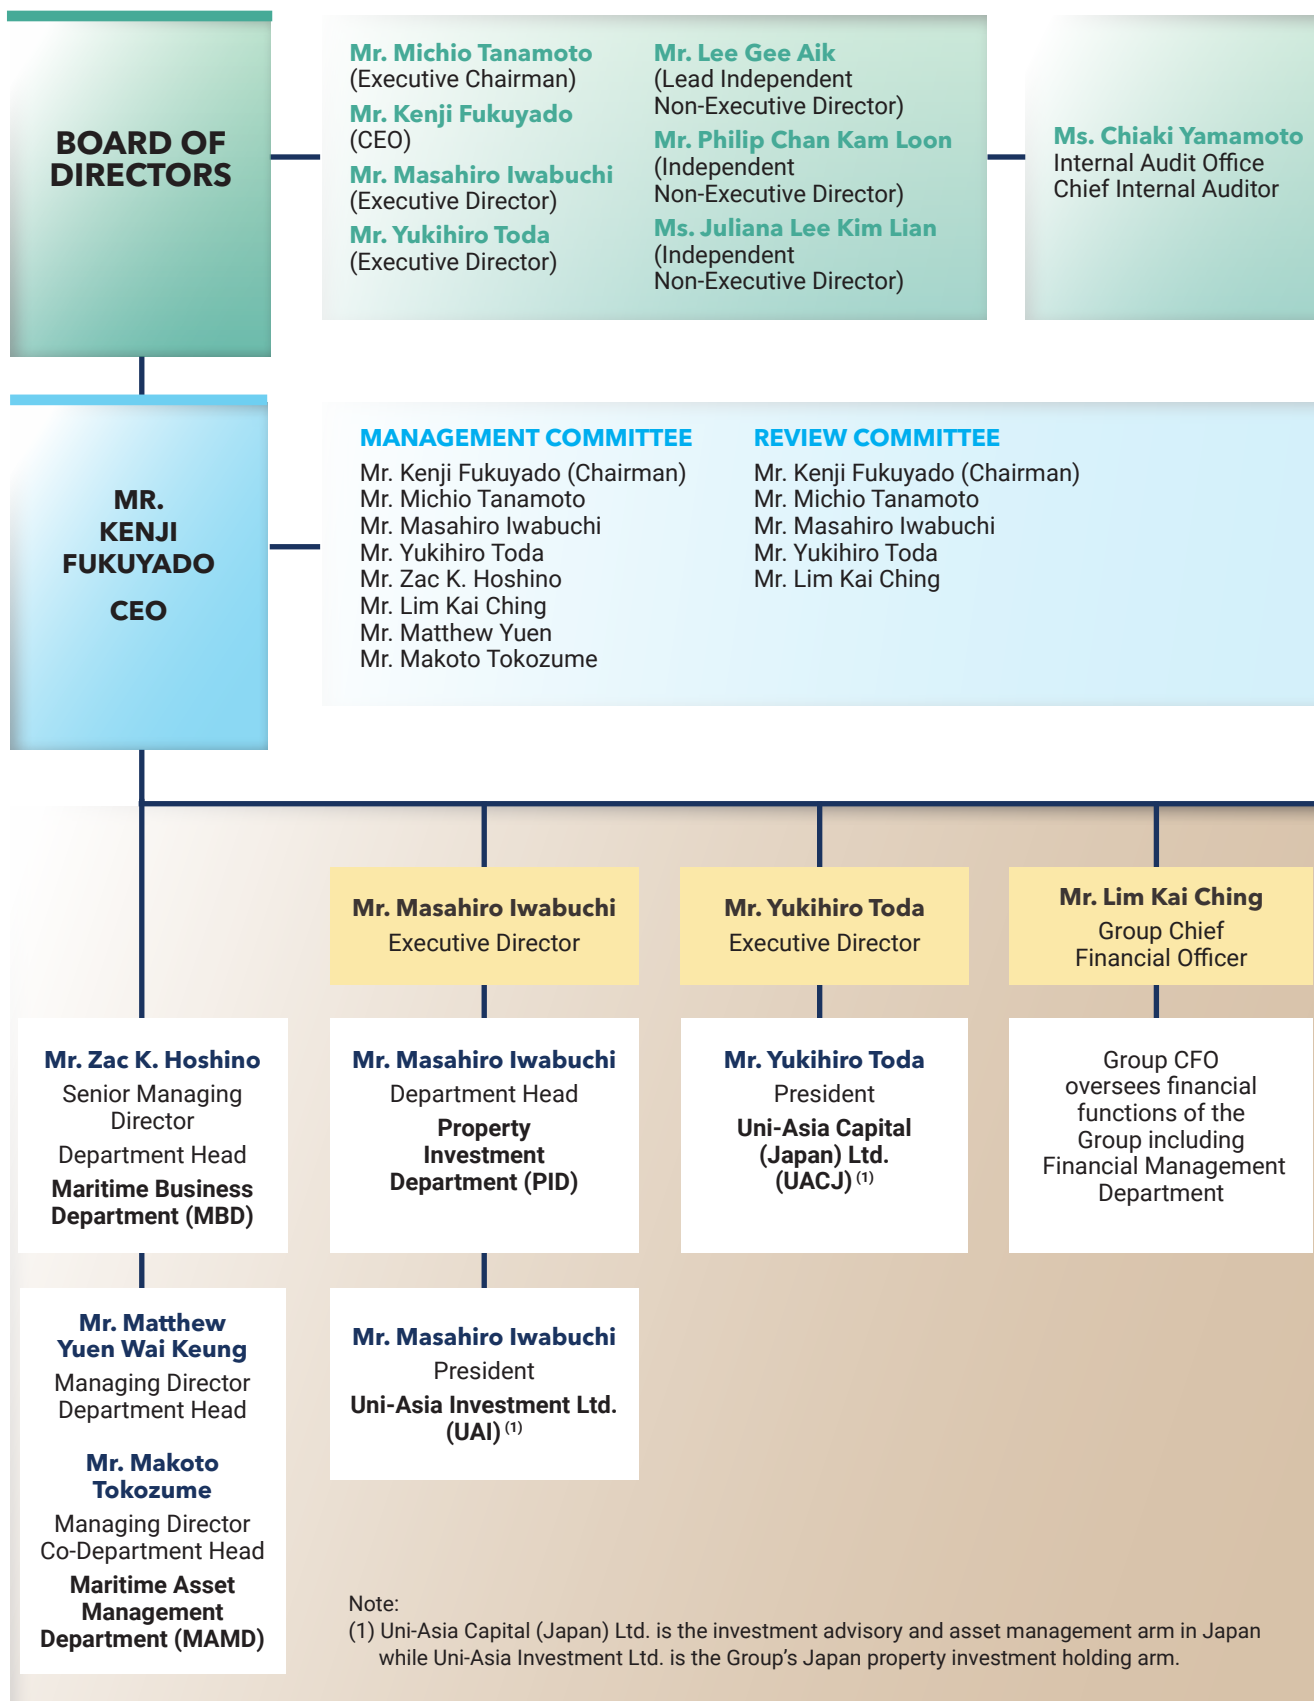 BOARD OF
DIRECTORS
Mr. Michio Tanamoto
(Executive Chairman)
Mr. Kenji Fukuyado
(CEO)
Mr. Masahiro Iwabuchi
(Executive Director)
Mr. Yukihiro Toda
(Executive Director)
Mr. Lee Gee Aik
(Lead Independent
Non-Executive Director)
Mr. Philip Chan Kam Loon
(Independent
Non-Executive Director)
Ms. Juliana Lee Kim Lian
(Independent
Non-Executive Director)
Ms. Chiaki Yamamoto
Internal Audit Office
Chief Internal Auditor
MR.
KENJI
FUKUYADO
CEO
MANAGEMENT COMMITTEE
Mr. Kenji Fukuyado (Chairman)
Mr. Michio Tanamoto
Mr. Masahiro Iwabuchi
Mr. Yukihiro Toda
Mr. Zac K. Hoshino
Mr. Lim Kai Ching
Mr. Matthew Yuen
Mr. Makoto Tokozume
REVIEW COMMITTEE
Mr. Kenji Fukuyado (Chairman)
Mr. Michio Tanamoto
Mr. Masahiro Iwabuchi
Mr. Yukihiro Toda
Mr. Lim Kai Ching
Mr. Masahiro Iwabuchi
Executive Director
Mr. Yukihiro Toda
Executive Director
Mr. Lim Kai Ching
Group Chief
Financial Officer
Mr. Zac K. Hoshino
Senior Managing
Director
Department Head
Maritime Business
Department (MBD)
Mr. Masahiro Iwabuchi
Department Head
Property
Investment
Department (PID)
Mr. Yukihiro Toda
President
Uni-Asia Capital
(Japan) Ltd.
(UACJ) (1)
Group CFO
oversees financial
functions of the
Group including
Financial Management
Department
Mr. Matthew
Yuen Wai Keung
Managing Director
Department Head
Mr. Makoto
Tokozume
Managing Director
Co-Department Head
Maritime Asset
Management
Department (MAMD)
Mr. Masahiro Iwabuchi
President
Uni-Asia Investment Ltd.
(UAI) (1)
Note:
(1) Uni-Asia Capital (Japan) Ltd. is the investment advisory and asset management arm in Japan
while Uni-Asia Investment Ltd. is the Group's Japan property investment holding arm.